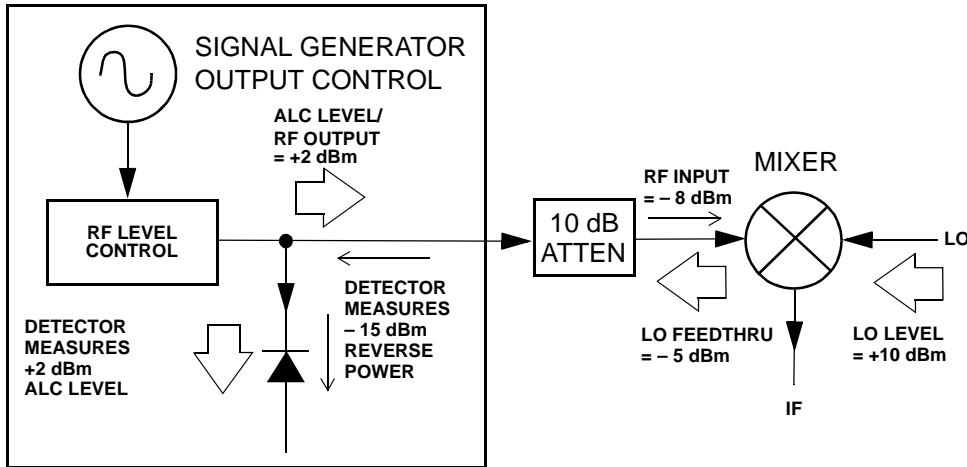 SIGNAL GENERATOR
OUTPUT CONTROL
ALC LEVEL/
RF OUTPUT
= +2 dBm
RF LEVEL
CONTROL
DETECTOR
MEASURES
+2 dBm
ALC LEVEL
DETECTOR
MEASURES
– 15 dBm
REVERSE
POWER
10 dB
ATTEN
RF INPUT
= – 8 dBm
MIXER
LO
LO FEEDTHRU
= – 5 dBm
LO LEVEL
= +10 dBm
IF